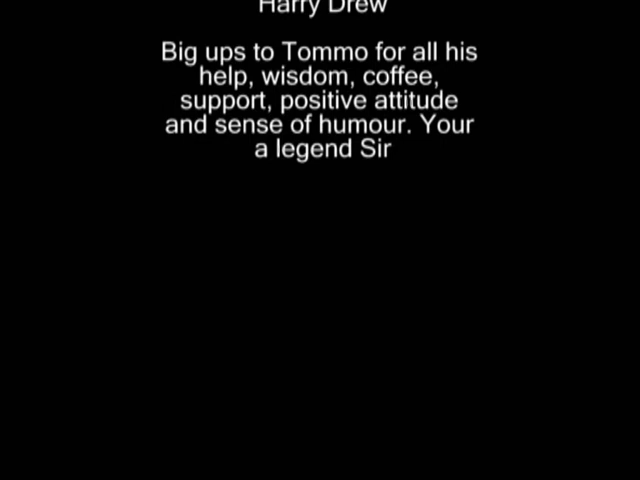 Harry Drew
Big ups to Tommo for all his
help, wisdom, coffee,
support, positive attitude
and sense of humour. Your
a legend Sir